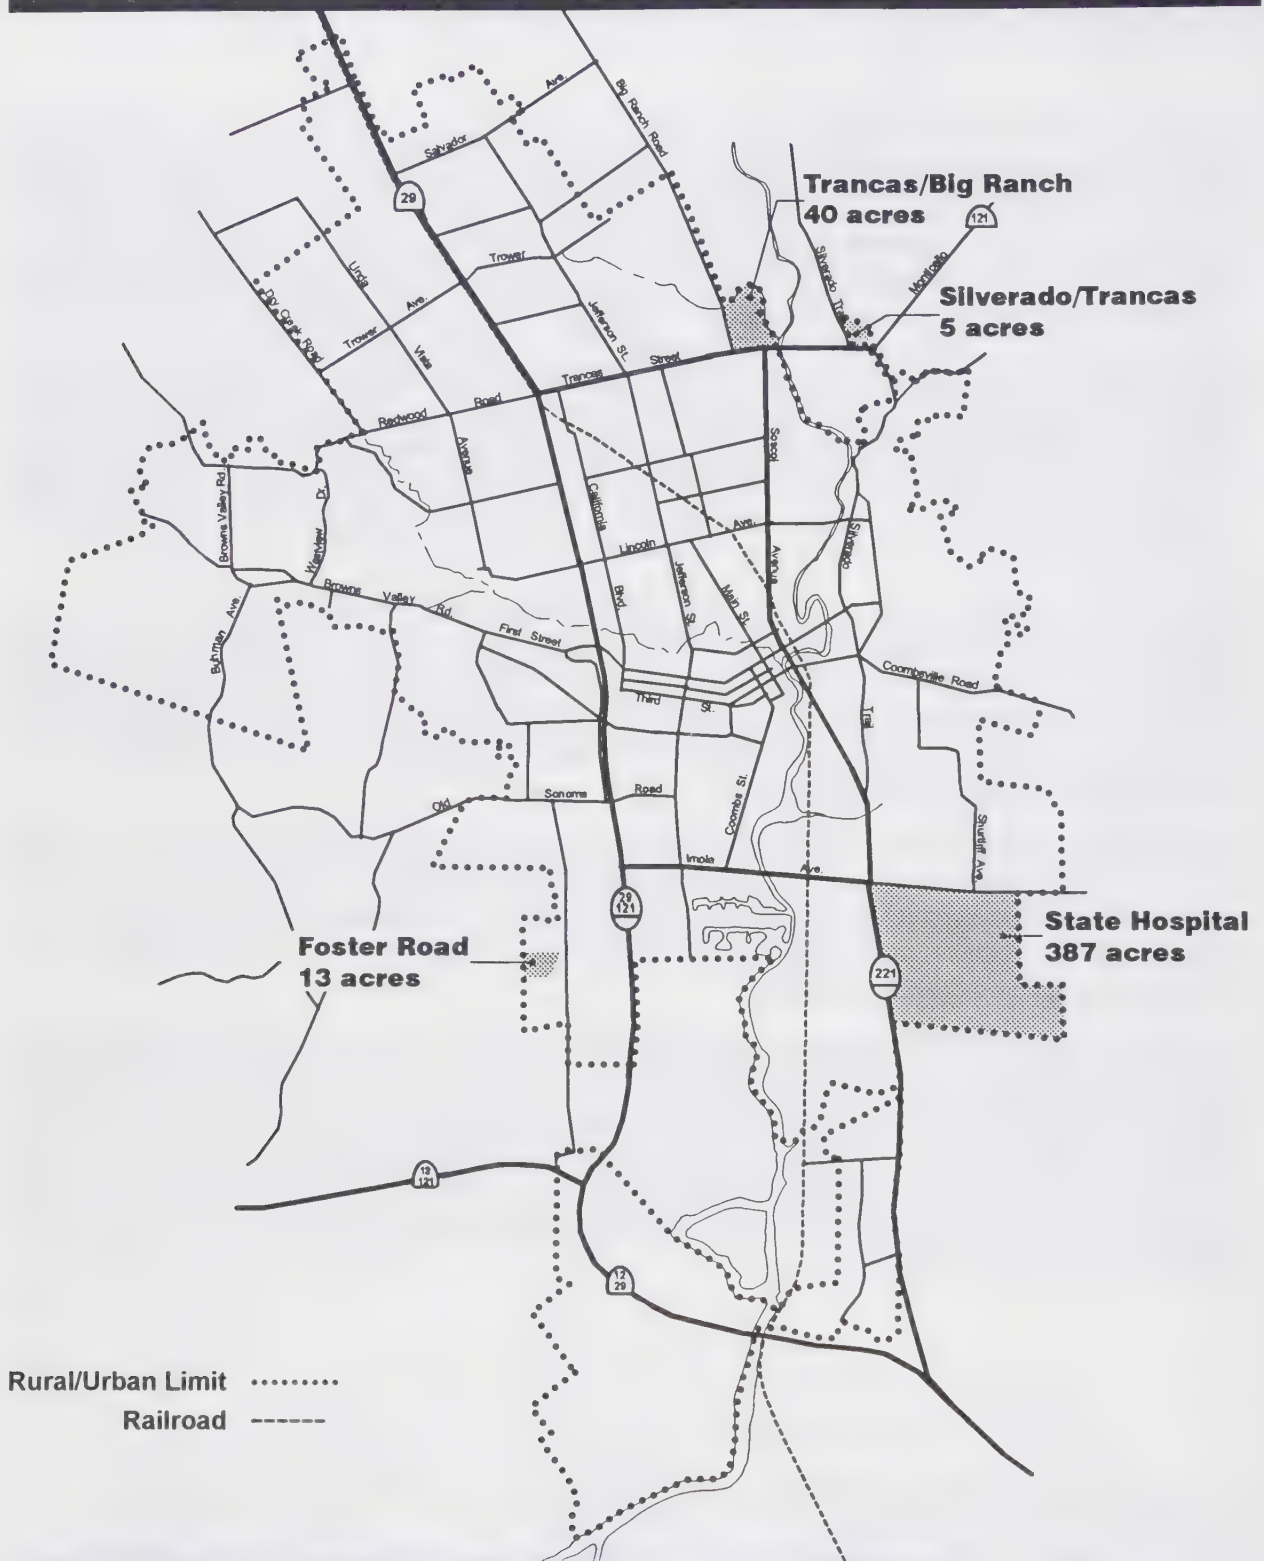 Ave.
Big Ranch Road
Salvador
29
Trancas/Big Ranch
40 acres
121
Silverado Trail
Monticello
Silverado/Trancas
5 acres
Linda
Vista
Avenue
Trower
Trower Ave.
Dry Creek Road
Jefferson St.
Trancas Street
Redwood Road
Soscol
Avenue
Browns Valley Rd.
Westview Dr.
California
Blvd.
Lincoln Ave.
Jefferson St.
Main St.
Silverado
Trail
Browns Valley Rd.
First Street
Buhman Ave.
Coombsville Road
Third St.
Old Sonoma Road
Coombs St.
Shurtliff Ave.
Imola Ave.
29
121
State Hospital
387 acres
Foster Road
13 acres
221
12
121
12
29
Rural/Urban Limit
Railroad